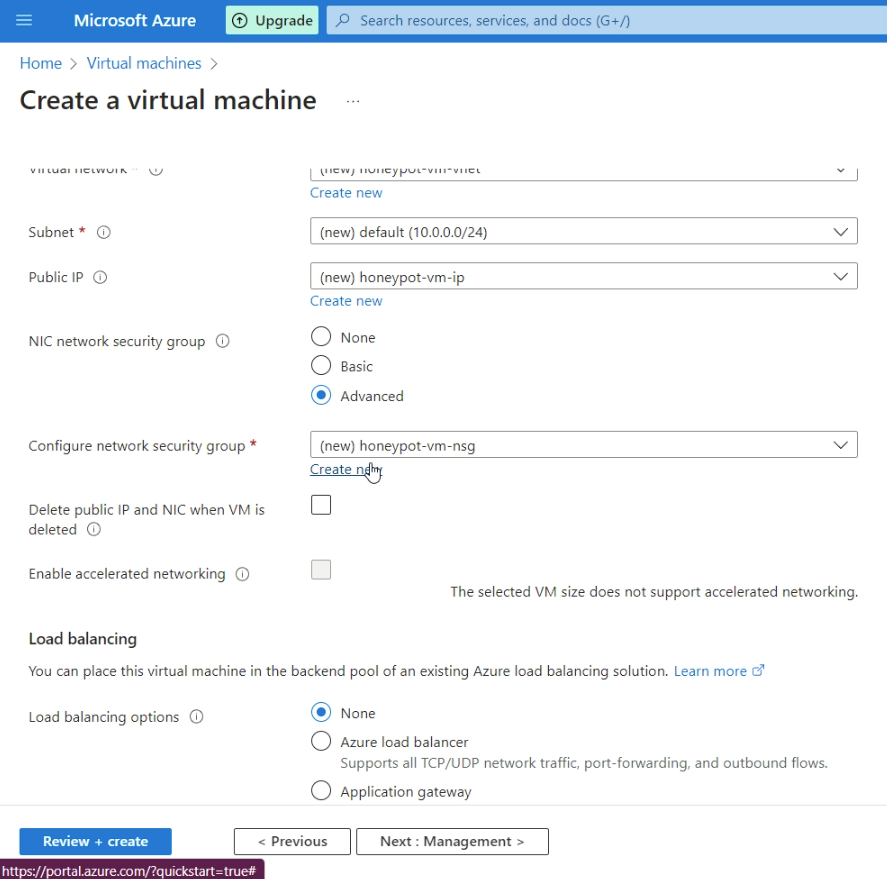 Microsoft Azure
Upgrade
Search resources, services, and docs (G+/)
Home > Virtual machines >
Create a virtual machine ...
Virtual network * (new) honeypot-vm-vnet
Create new
Subnet * (new) default (10.0.0.0/24)
Public IP (new) honeypot-vm-ip
Create new
NIC network security group
None
Basic
Advanced
Configure network security group * (new) honeypot-vm-nsg
Create new
Delete public IP and NIC when VM is
deleted
Enable accelerated networking
The selected VM size does not support accelerated networking.
Load balancing
You can place this virtual machine in the backend pool of an existing Azure load balancing solution. Learn more
Load balancing options
None
Azure load balancer
Supports all TCP/UDP network traffic, port-forwarding, and outbound flows.
Application gateway
Review + create
< Previous
Next : Management >
https://portal.azure.com/?quickstart=true#